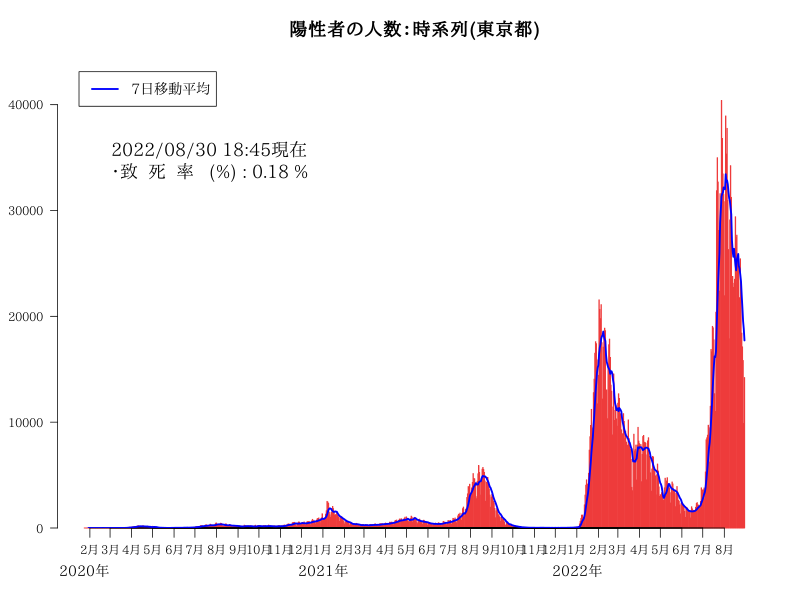 陽性者の人数:時系列(東京都)
7日移動平均
2022/08/30 18:45現在
・致 死 率 (%) : 0.18 %
40000
30000
20000
10000
0
2月 3月 4月 5月 6月 7月 8月 9月 10月 11月 12月 1月 2月 3月 4月 5月 6月 7月 8月 9月 10月 11月 12月 1月 2月 3月 4月 5月 6月 7月 8月
2020年 2021年 2022年